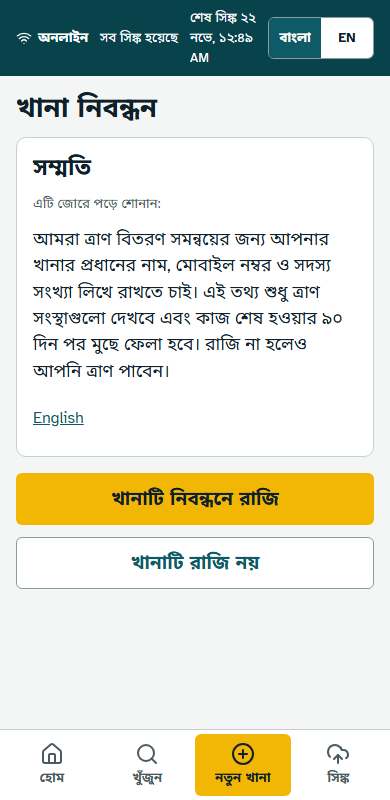 অনলাইন সব সিঙ্ক হয়েছে শেষ সিঙ্ক ২২ নভে, ১২:৪৯ AM বাংলা EN
খানা নিবন্ধন
সম্মতি
এটি জোরে পড়ে শোনান:
আমরা ত্রাণ বিতরণ সমন্বয়ের জন্য আপনার
খানার প্রধানের নাম, মোবাইল নম্বর ও সদস্য
সংখ্যা লিখে রাখতে চাই। এই তথ্য শুধু ত্রাণ
সংস্থাগুলো দেখবে এবং কাজ শেষ হওয়ার ৯০
দিন পর মুছে ফেলা হবে। রাজি না হলেও
আপনি ত্রাণ পাবেন।
English
খানাটি নিবন্ধনে রাজি
খানাটি রাজি নয়
হোম খুঁজুন নতুন খানা সিঙ্ক